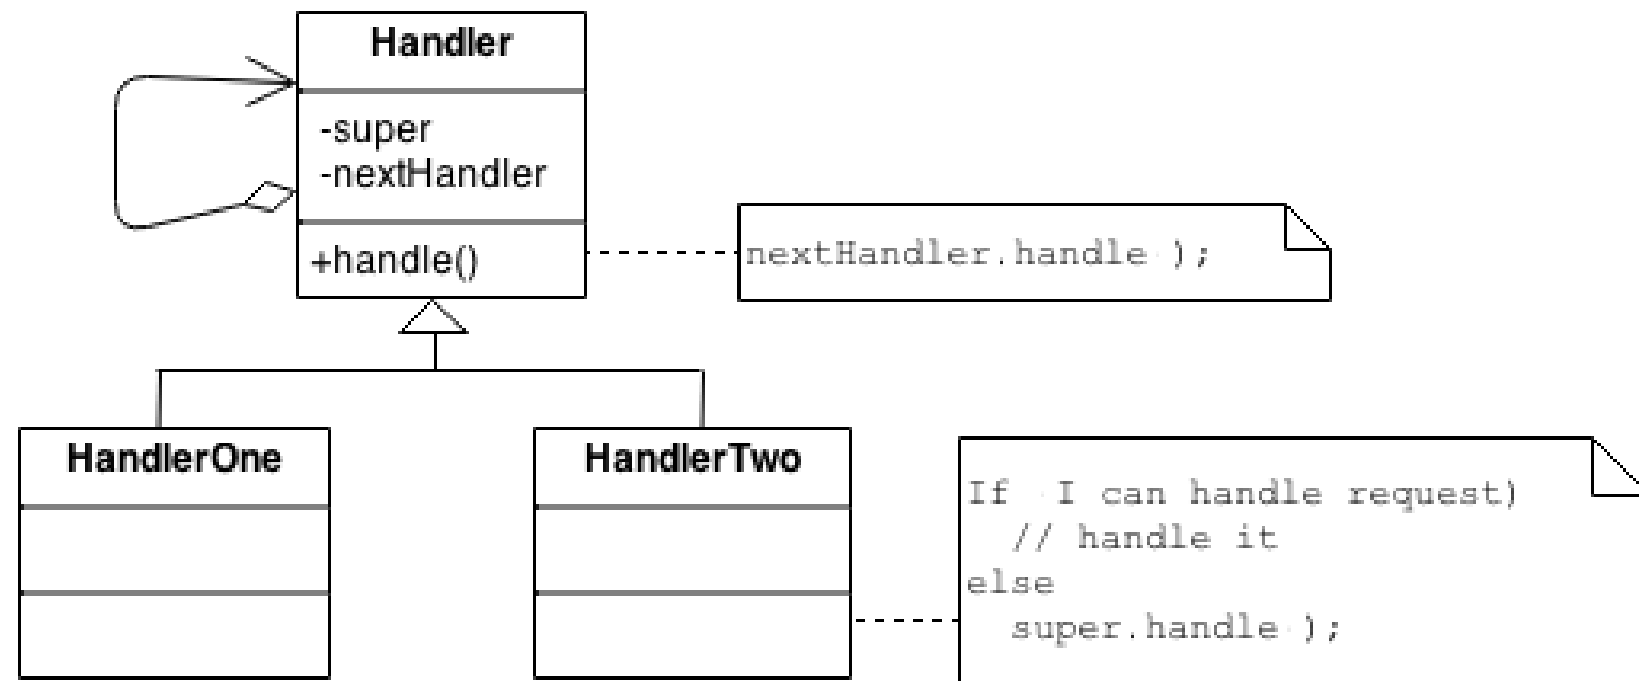 Handler
-super
-nextHandler
+handle()
nextHandler.handle );
HandlerOne
HandlerTwo
If I can handle request)
// handle it
else
super.handle );